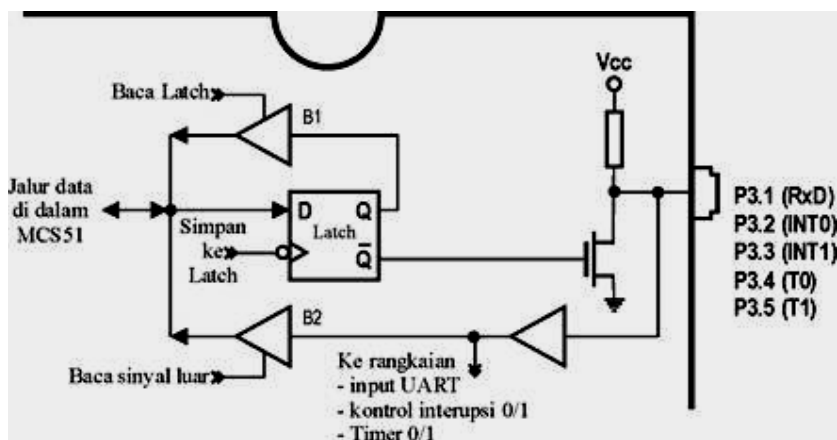 Vcc
Baca Latch
B1
Jalur data
di dalam
MCS51
D
Q
Simpan
ke
Latch
Latch
Q
P3.1 (RxD)
P3.2 (INT0)
P3.3 (INT1)
P3.4 (T0)
P3.5 (T1)
B2
Baca sinyal luar
Ke rangkaian
- input UART
- kontrol interupsi 0/1
- Timer 0/1